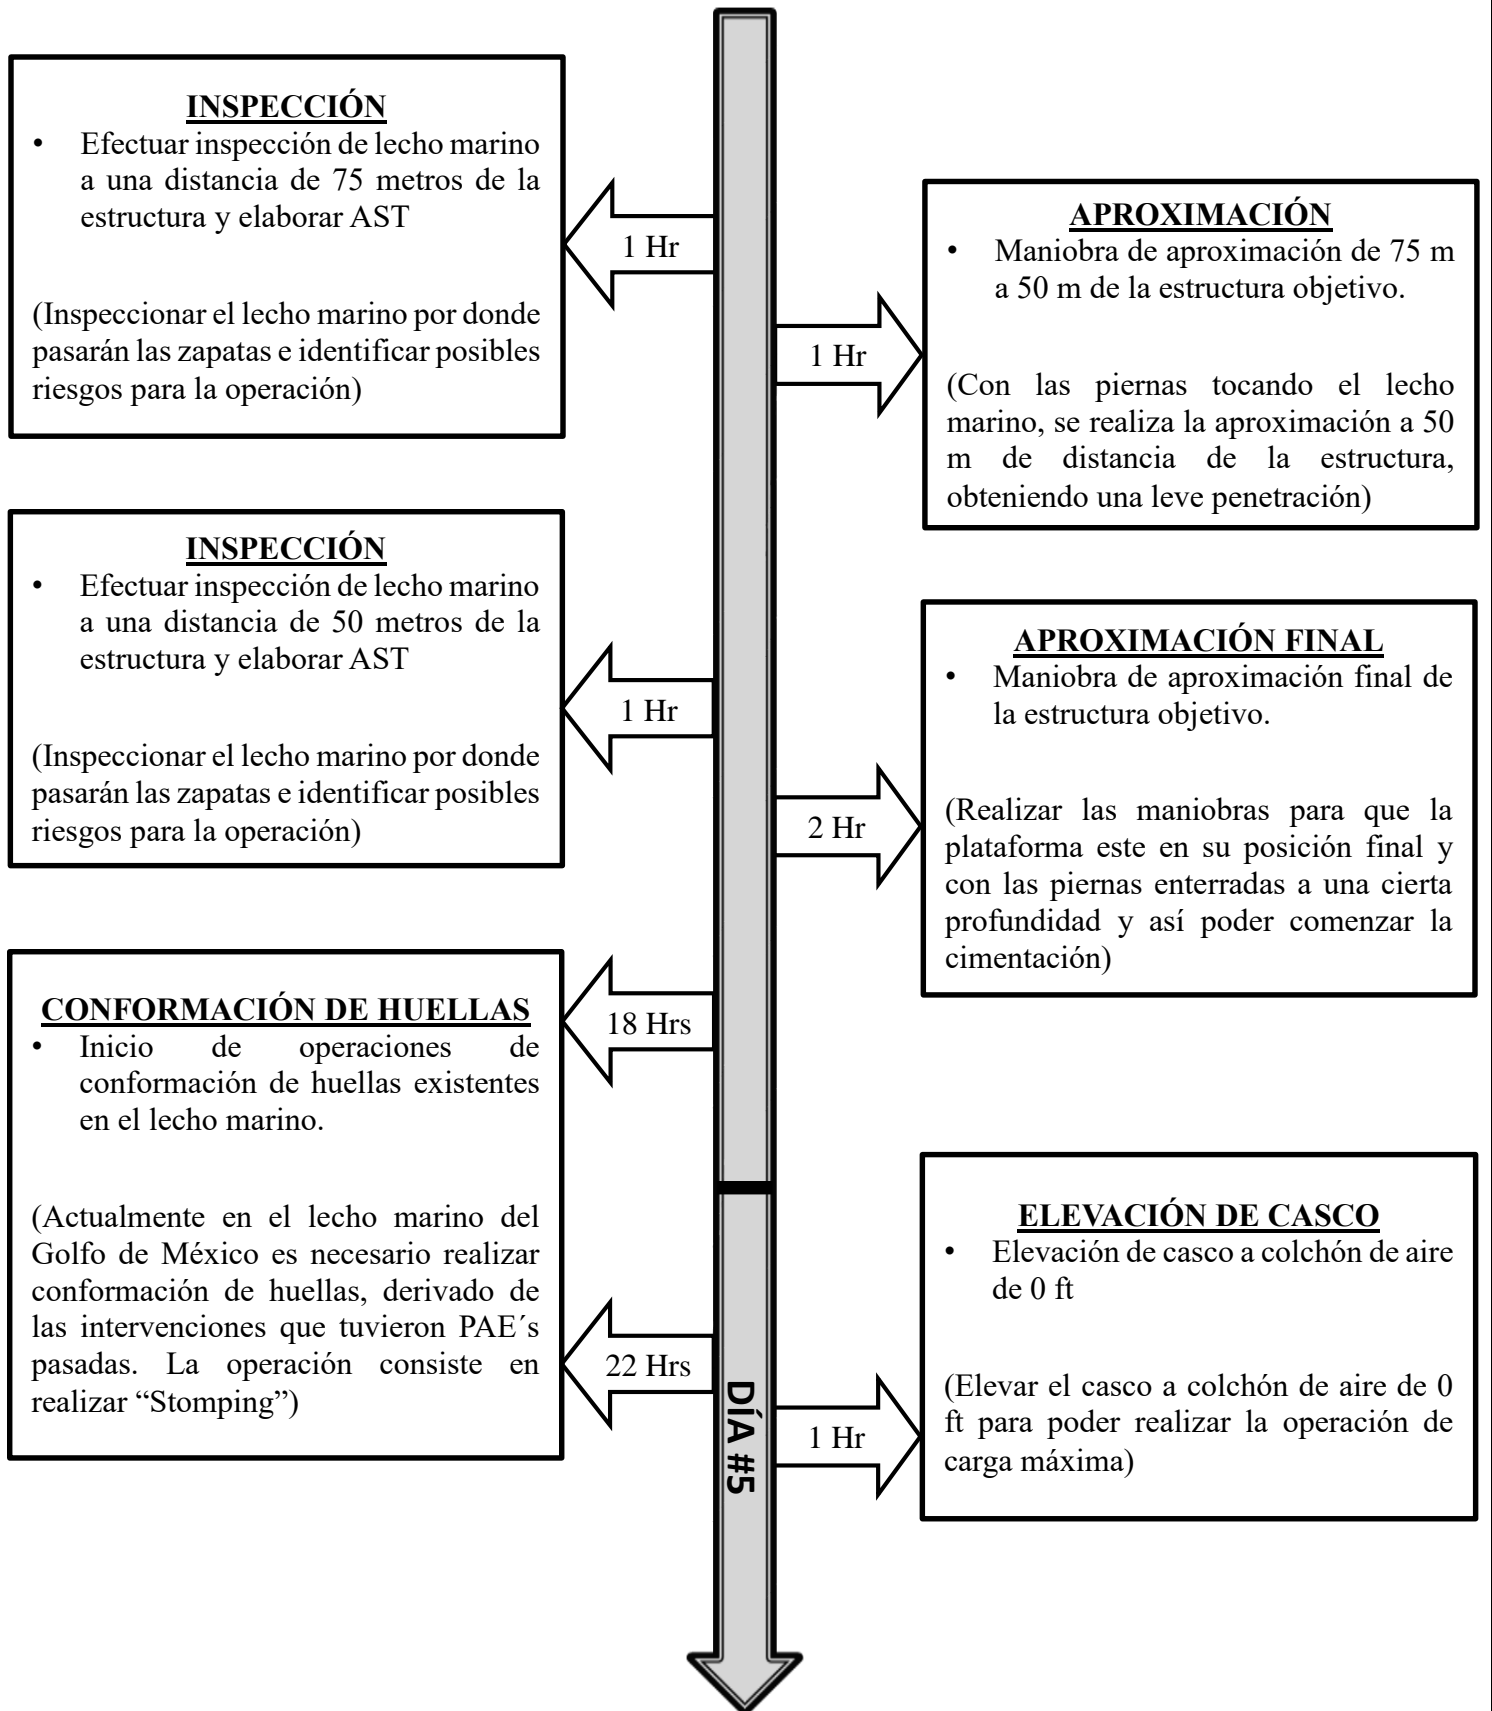 INSPECCIÓN
• Efectuar inspección de lecho marino
a una distancia de 75 metros de la
estructura y elaborar AST
(Inspeccionar el lecho marino por donde
pasarán las zapatas e identificar posibles
riesgos para la operación)
1 Hr
APROXIMACIÓN
• Maniobra de aproximación de 75 m
a 50 m de la estructura objetivo.
(Con las piernas tocando el lecho
marino, se realiza la aproximación a 50
m de distancia de la estructura,
obteniendo una leve penetración)
1 Hr
INSPECCIÓN
• Efectuar inspección de lecho marino
a una distancia de 50 metros de la
estructura y elaborar AST
(Inspeccionar el lecho marino por donde
pasarán las zapatas e identificar posibles
riesgos para la operación)
1 Hr
APROXIMACIÓN FINAL
• Maniobra de aproximación final de
la estructura objetivo.
(Realizar las maniobras para que la
plataforma este en su posición final y
con las piernas enterradas a una cierta
profundidad y así poder comenzar la
cimentación)
2 Hr
CONFORMACIÓN DE HUELLAS
• Inicio de operaciones de
conformación de huellas existentes
en el lecho marino.
(Actualmente en el lecho marino del
Golfo de México es necesario realizar
conformación de huellas, derivado de
las intervenciones que tuvieron PAE´s
pasadas. La operación consiste en
realizar “Stomping”)
18 Hrs
22 Hrs
DÍA #5
ELEVACIÓN DE CASCO
• Elevación de casco a colchón de aire
de 0 ft
(Elevar el casco a colchón de aire de 0
ft para poder realizar la operación de
carga máxima)
1 Hr